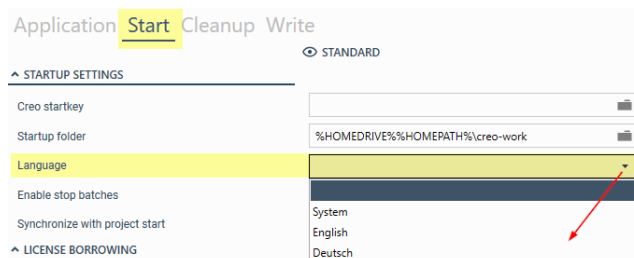 Application Start Cleanup Write
STANDARD
STARTUP SETTINGS
Creo startkey
Startup folder %HOMEDRIVE%%HOMEPATH%\creo-work
Language
Enable stop batches
System
Synchronize with project start
English
LICENSE BORROWING
Deutsch